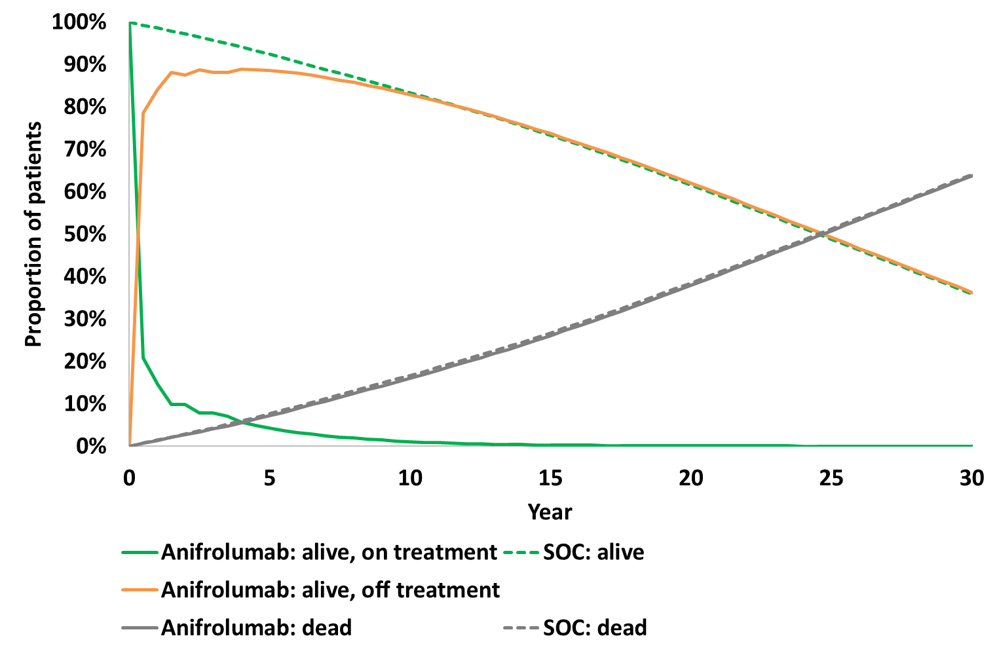 100%
90%
80%
70%
60%
50%
40%
30%
20%
10%
0%
Proportion of patients
0 5 10 15 20 25 30
Year
Anifrolumab: alive, on treatment SOC: alive
Anifrolumab: alive, off treatment
Anifrolumab: dead SOC: dead